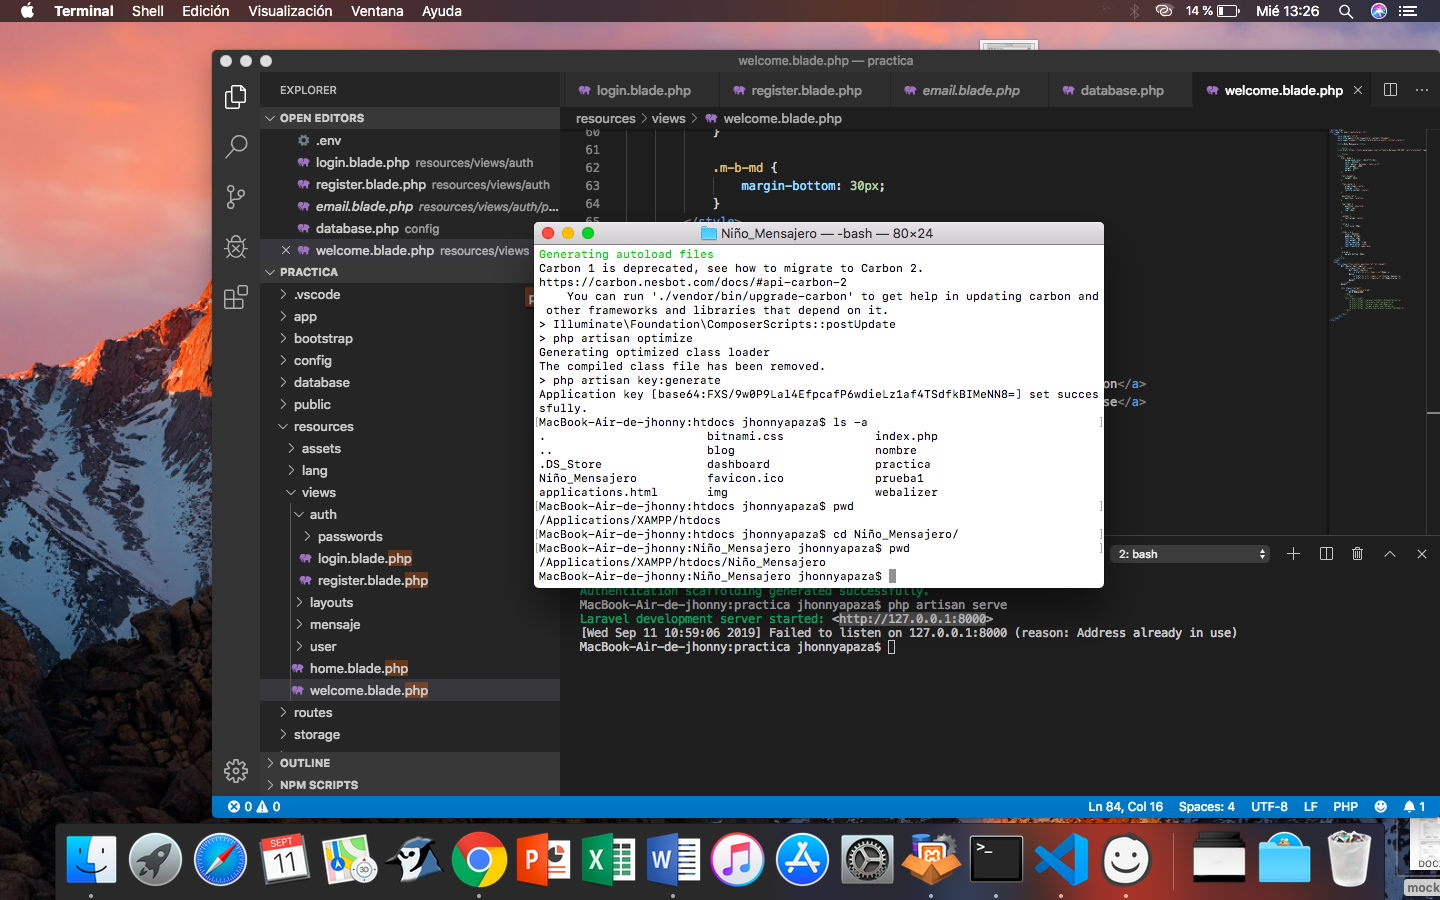 Terminal Shell Edición Visualización Ventana Ayuda 14 % Mié 13:26
welcome.blade.php — practica
EXPLORER
OPEN EDITORS
.env
login.blade.php resources/views/auth
register.blade.php resources/views/auth
email.blade.php resources/views/auth/p...
database.php config
welcome.blade.php resources/views
PRACTICA
.vscode
app
bootstrap
config
database
public
resources
assets
lang
views
auth
passwords
login.blade.php
register.blade.php
layouts
mensaje
user
home.blade.php
welcome.blade.php
routes
storage
OUTLINE
NPM SCRIPTS
login.blade.php register.blade.php email.blade.php database.php welcome.blade.php
resources > views > welcome.blade.php
60 }
61
62 .m-b-md {
63 margin-bottom: 30px;
64 }
65 </style>
on</a>
se</a>
Niño_Mensajero — -bash — 80×24
Generating autoload files
Carbon 1 is deprecated, see how to migrate to Carbon 2.
https://carbon.nesbot.com/docs/#api-carbon-2
You can run './vendor/bin/upgrade-carbon' to get help in updating carbon and
other frameworks and libraries that depend on it.
> Illuminate\Foundation\ComposerScripts::postUpdate
> php artisan optimize
Generating optimized class loader
The compiled class file has been removed.
> php artisan key:generate
Application key [base64:FXS/9w0P9Lal4EfpcafP6wdieLz1af4TSdfkBIMeNN8=] set succes
sfully.
[MacBook-Air-de-jhonny:htdocs jhonnyapaza$ ls -a ]
. bitnami.css index.php
.. blog nombre
.DS_Store dashboard practica
Niño_Mensajero favicon.ico prueba1
applications.html img webalizer
[MacBook-Air-de-jhonny:htdocs jhonnyapaza$ pwd ]
/Applications/XAMPP/htdocs
[MacBook-Air-de-jhonny:htdocs jhonnyapaza$ cd Niño_Mensajero/ ]
[MacBook-Air-de-jhonny:Niño_Mensajero jhonnyapaza$ pwd ]
/Applications/XAMPP/htdocs/Niño_Mensajero
MacBook-Air-de-jhonny:Niño_Mensajero jhonnyapaza$
2: bash
Authentication scaffolding generated successfully.
MacBook-Air-de-jhonny:practica jhonnyapaza$ php artisan serve
Laravel development server started: <http://127.0.0.1:8000>
[Wed Sep 11 10:59:06 2019] Failed to listen on 127.0.0.1:8000 (reason: Address already in use)
MacBook-Air-de-jhonny:practica jhonnyapaza$
0 0 Ln 84, Col 16 Spaces: 4 UTF-8 LF PHP 1
SEPT
11
3D
DOCX
mock